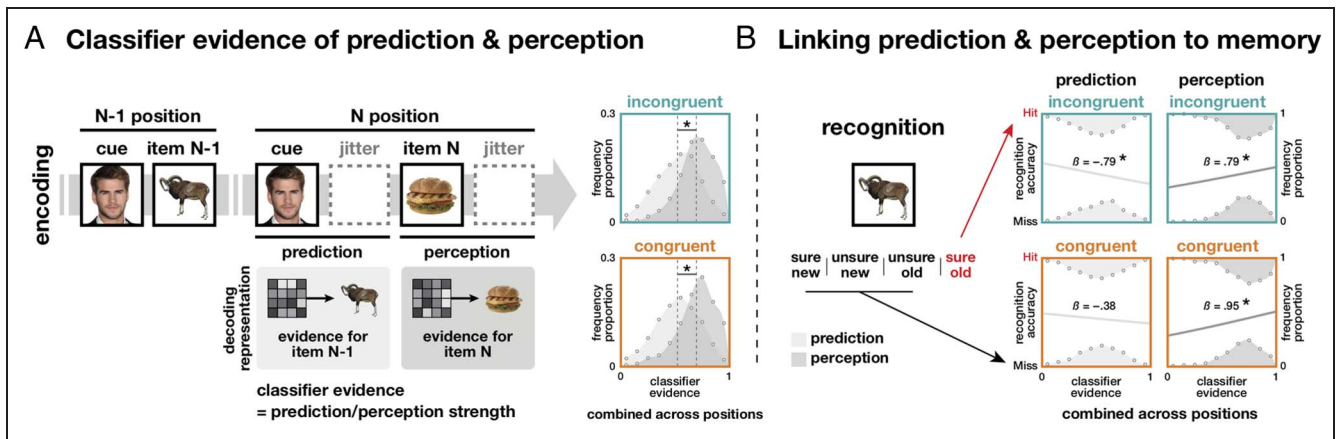 A Classifier evidence of prediction & perception
encoding
N-1 position
cue
item N-1
N position
cue
jitter
item N
jitter
prediction
perception
decoding
representation
evidence for
item N-1
evidence for
item N
classifier evidence
= prediction/perception strength
incongruent
0.3
frequency
proportion
0
*
congruent
0.3
frequency
proportion
0
*
0
1
classifier
evidence
combined across positions
B Linking prediction & perception to memory
recognition
sure
new
unsure
new
unsure
old
sure
old
prediction
perception
prediction
incongruent
Hit
recognition
accuracy
Miss
ß = -.79 *
perception
incongruent
1
frequency
proportion
0
ß = .79 *
congruent
Hit
recognition
accuracy
Miss
ß = -.38
0
1
classifier
evidence
congruent
1
frequency
proportion
0
ß = .95 *
0
1
classifier
evidence
combined across positions